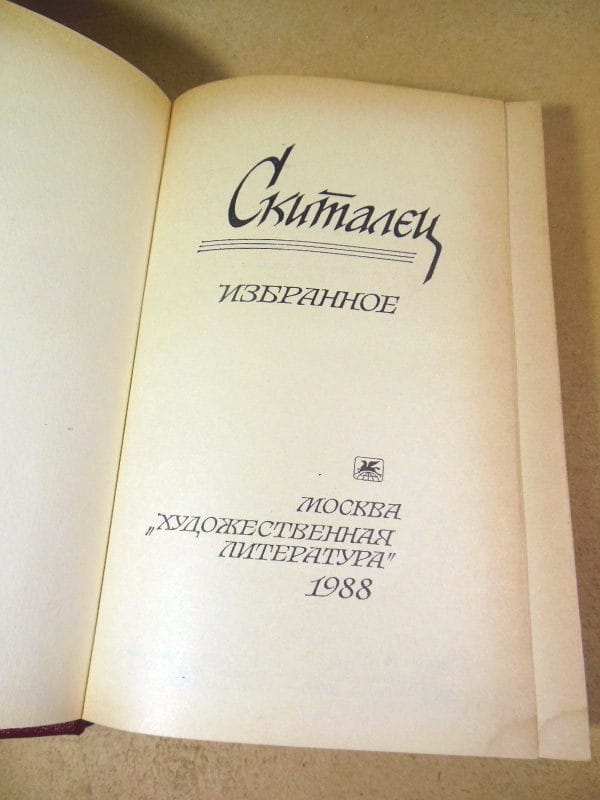 Скиталец
ИЗБРАННОЕ
МОСКВА
„ХУДОЖЕСТВЕННАЯ
ЛИТЕРАТУРА"
1988